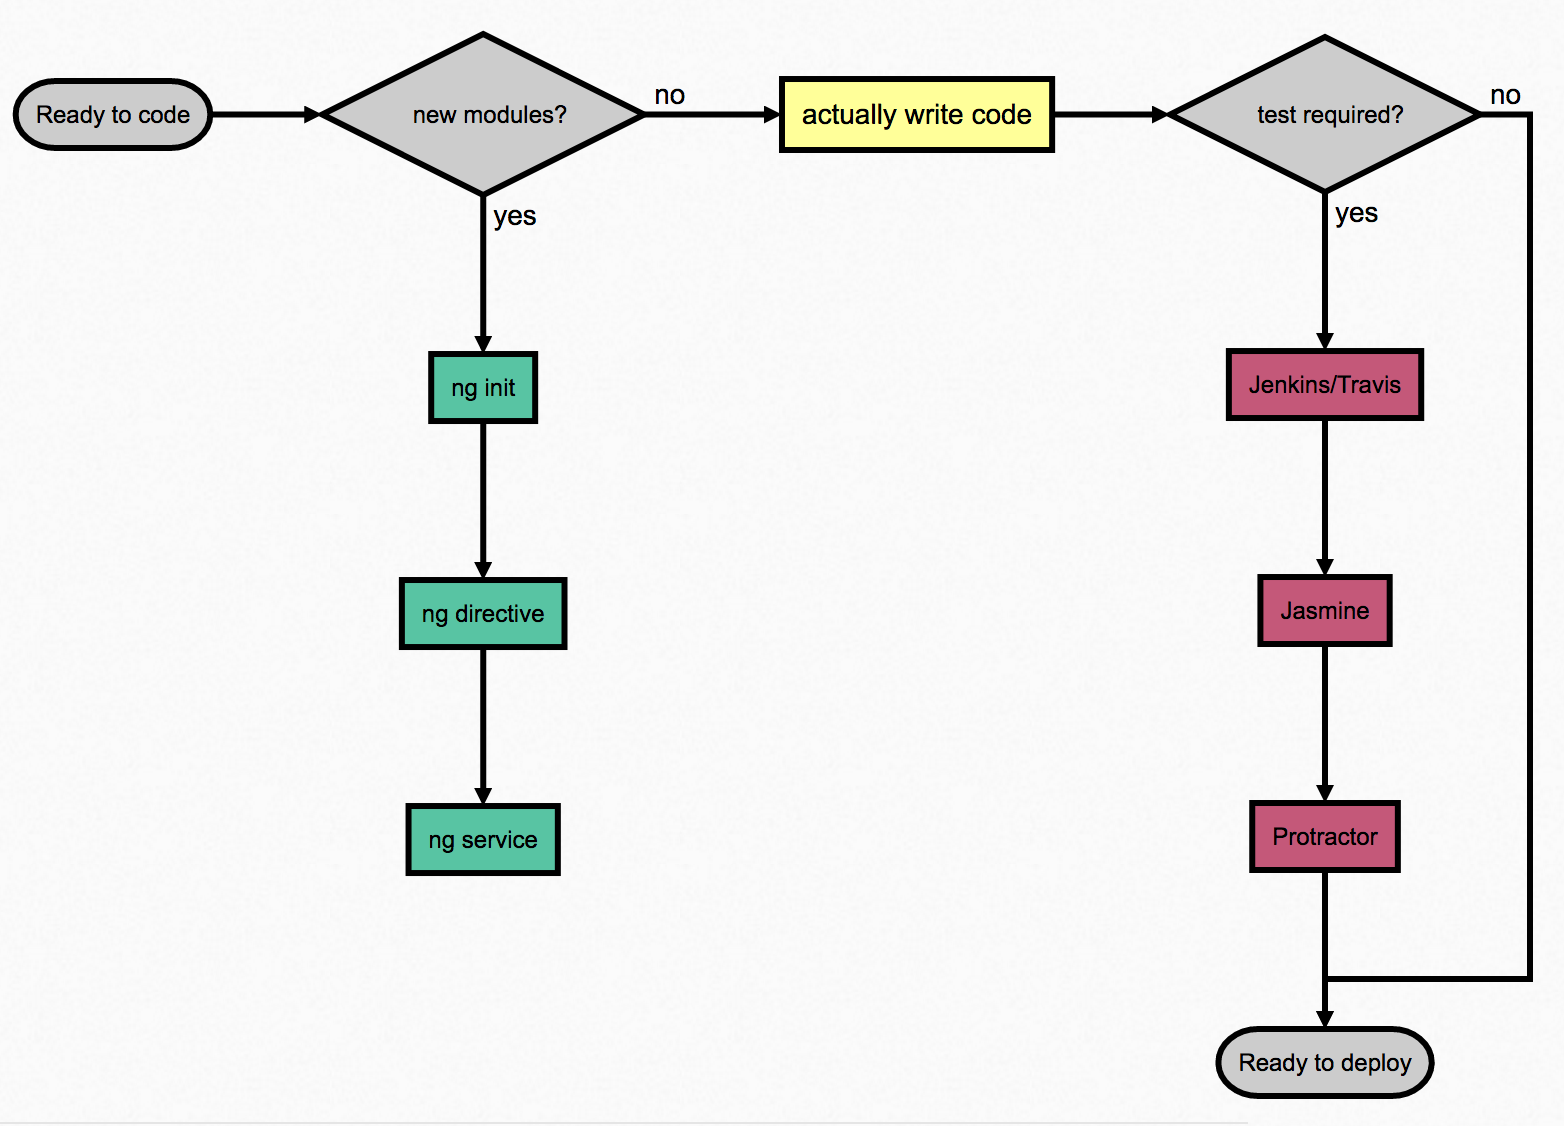 Ready to code
new modules?
no
actually write code
test required?
no
yes
yes
ng init
Jenkins/Travis
ng directive
Jasmine
ng service
Protractor
Ready to deploy